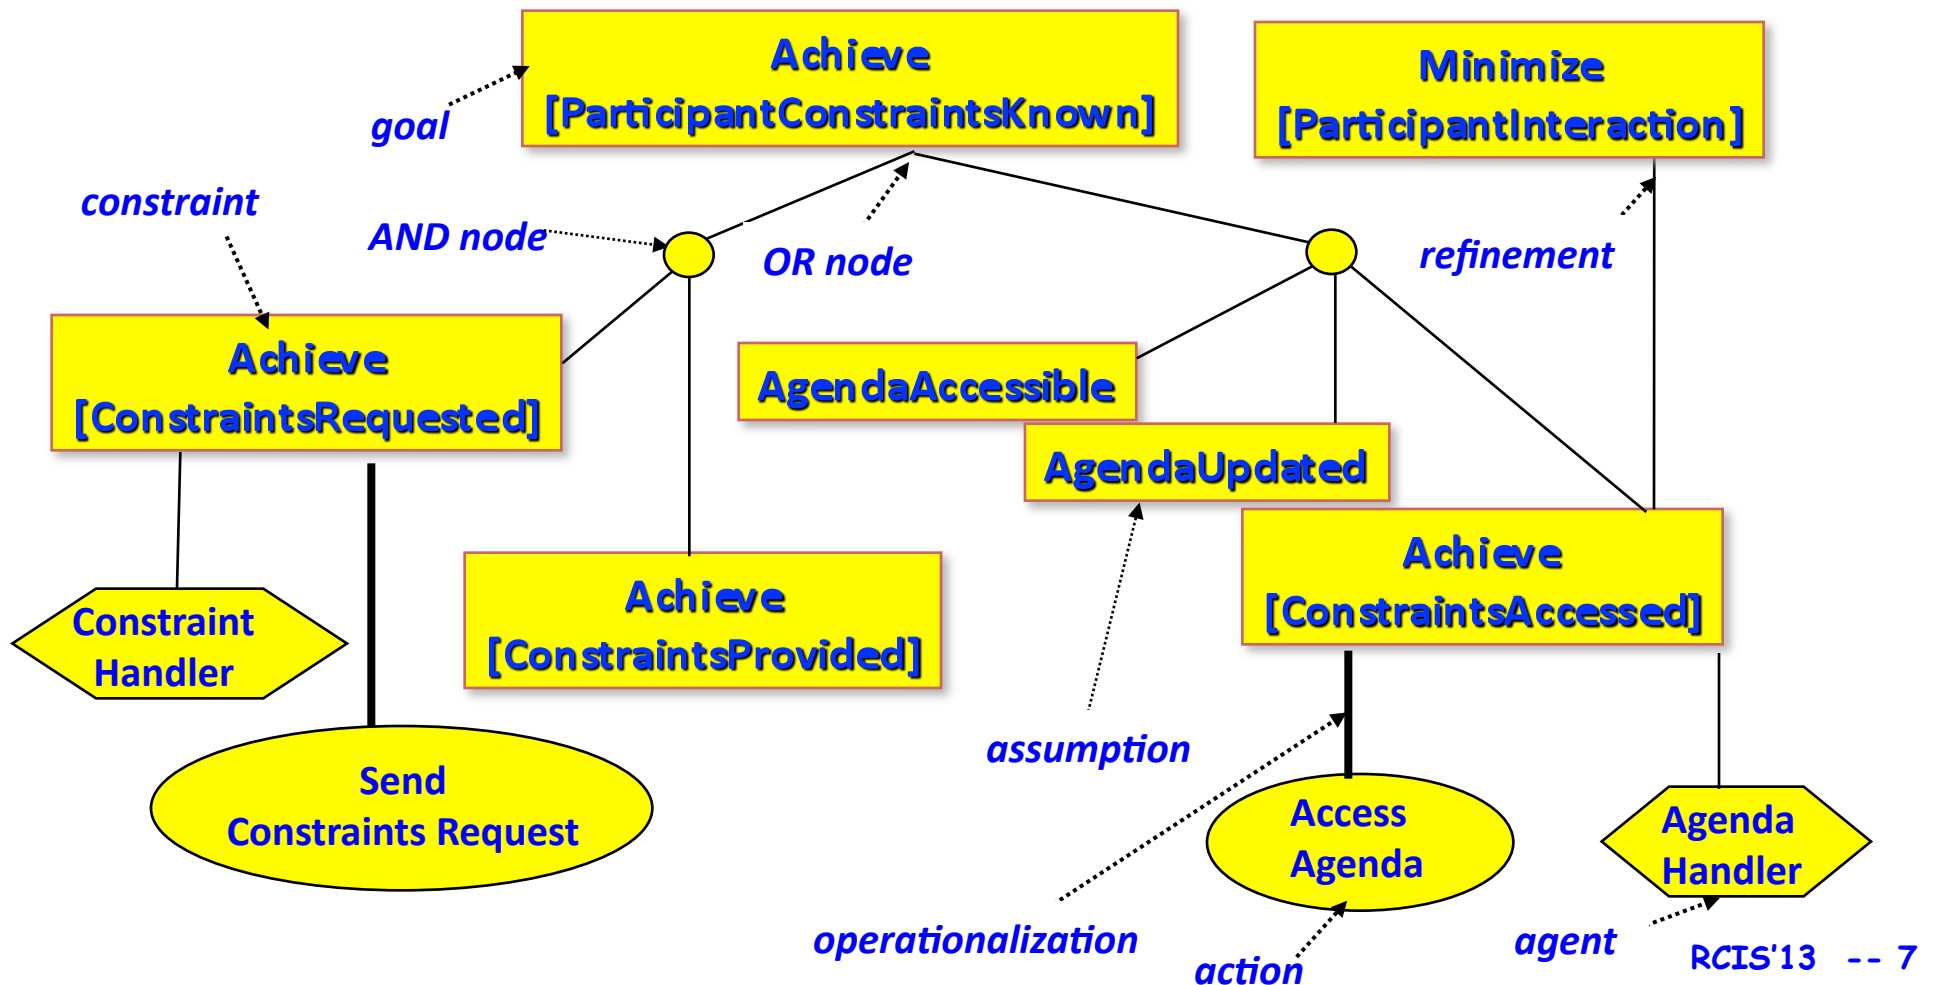 Achieve
[ParticipantConstraintsKnown]
Minimize
[ParticipantInteraction]
goal
constraint
AND node
OR node
refinement
Achieve
[ConstraintsRequested]
AgendaAccessible
AgendaUpdated
Achieve
[ConstraintsAccessed]
Achieve
[ConstraintsProvided]
Constraint
Handler
assumption
Send
Constraints Request
Access
Agenda
Agenda
Handler
operationalization
action
agent
RCIS'13 -- 7